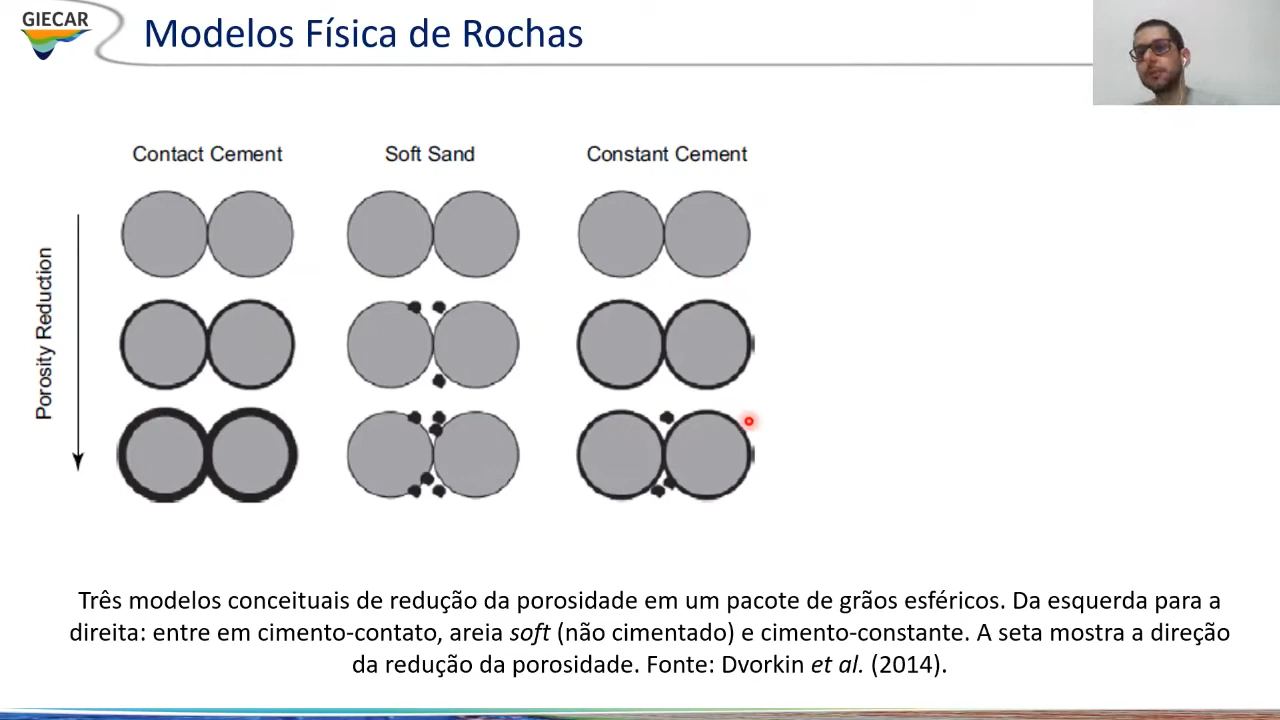 GIECAR
Modelos Física de Rochas
Contact Cement
Soft Sand
Constant Cement
Porosity Reduction
Três modelos conceituais de redução da porosidade em um pacote de grãos esféricos. Da esquerda para a
direita: entre em cimento-contato, areia soft (não cimentado) e cimento-constante. A seta mostra a direção
da redução da porosidade. Fonte: Dvorkin et al. (2014).